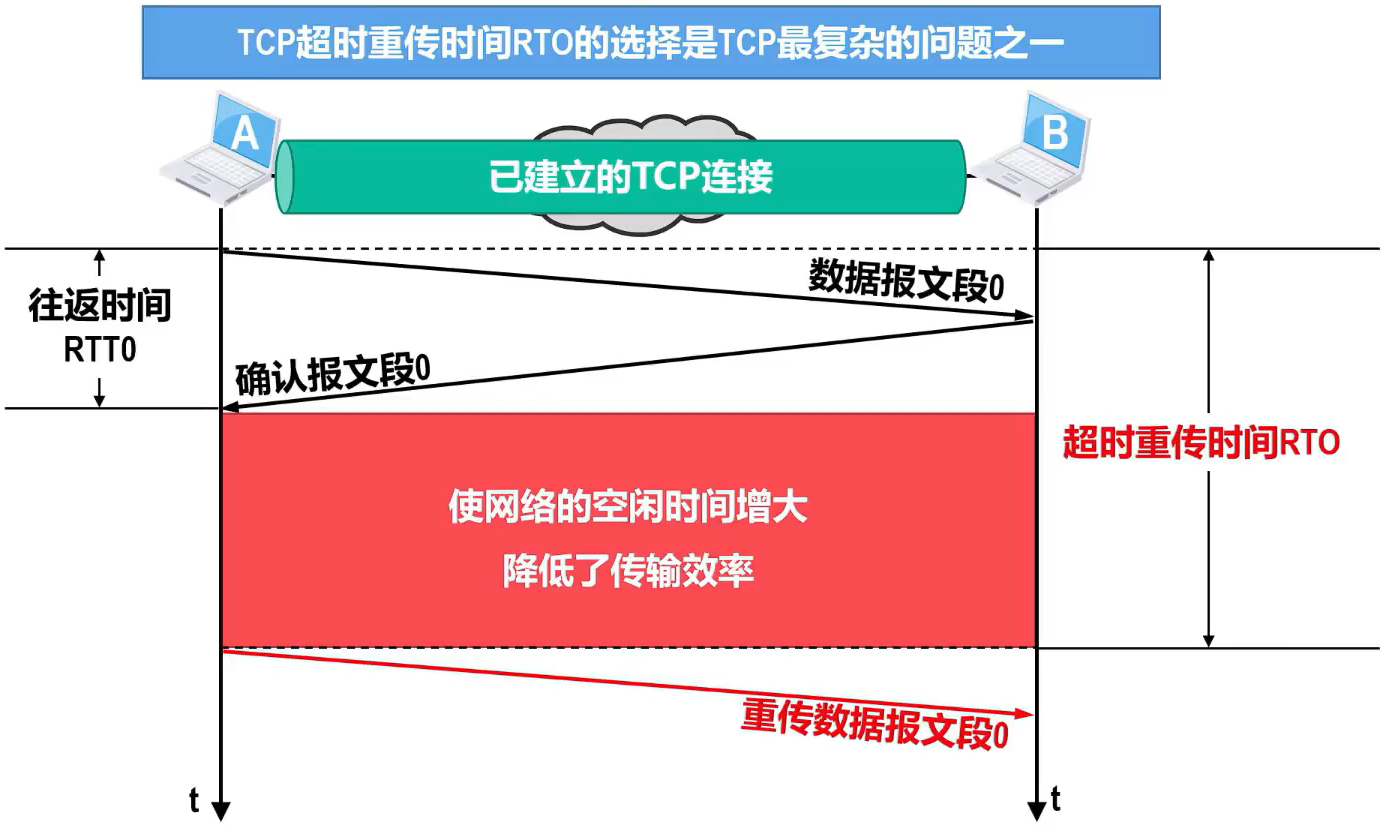 TCP超时重传时间RTO的选择是TCP最复杂的问题之一
A
B
已建立的TCP连接
数据报文段0
往返时间
RTT0
确认报文段0
超时重传时间RTO
使网络的空闲时间增大
降低了传输效率
重传数据报文段0
t
t